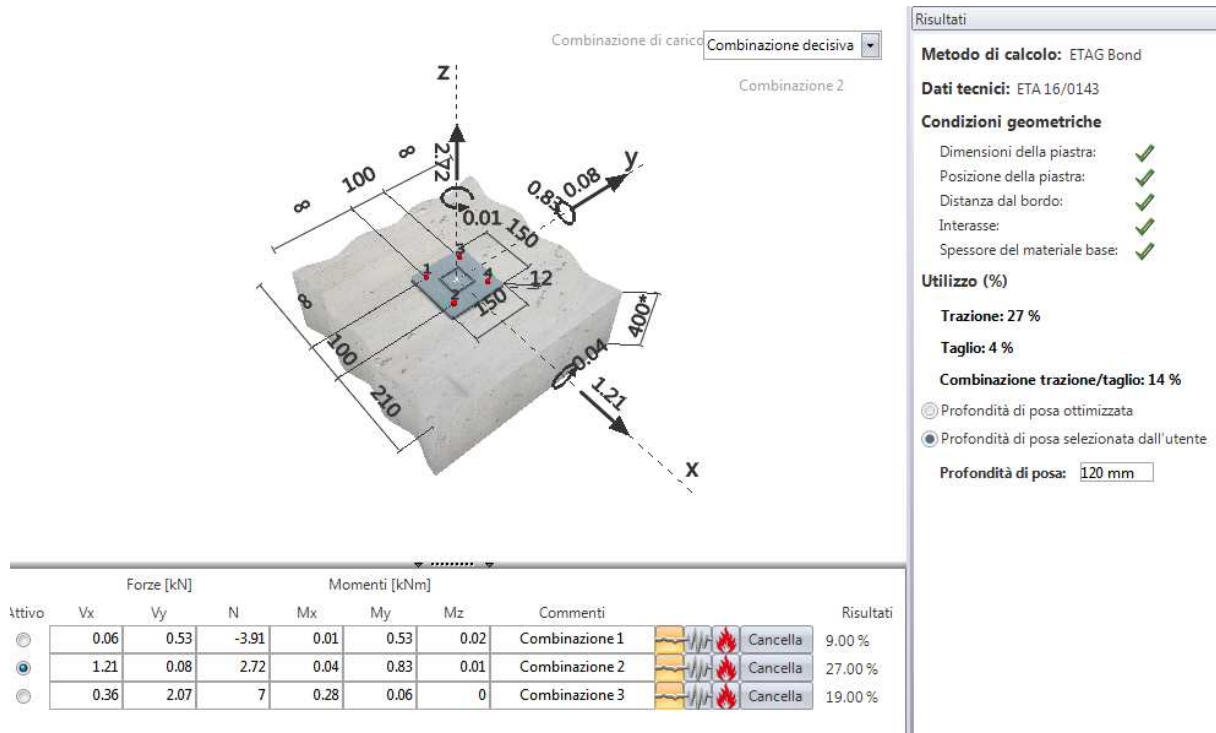 Combinazione di carico Combinazione decisiva
Combinazione 2
z
y
x
∞
100
∞
2.72
0.83
0.08
0.01
150
3
1
4
2
12
150
400*
∞
100
210
0.04
1.21
Forze [kN] Momenti [kNm]
Attivo Vx Vy N Mx My Mz Commenti Risultati
0.06 0.53 -3.91 0.01 0.53 0.02 Combinazione 1 Cancella 9.00 %
1.21 0.08 2.72 0.04 0.83 0.01 Combinazione 2 Cancella 27.00 %
0.36 2.07 7 0.28 0.06 0 Combinazione 3 Cancella 19.00 %
Risultati
Metodo di calcolo: ETAG Bond
Dati tecnici: ETA 16/0143
Condizioni geometriche
Dimensioni della piastra:
Posizione della piastra:
Distanza dal bordo:
Interasse:
Spessore del materiale base:
Utilizzo (%)
Trazione: 27 %
Taglio: 4 %
Combinazione trazione/taglio: 14 %
Profondità di posa ottimizzata
Profondità di posa selezionata dall'utente
Profondità di posa: 120 mm